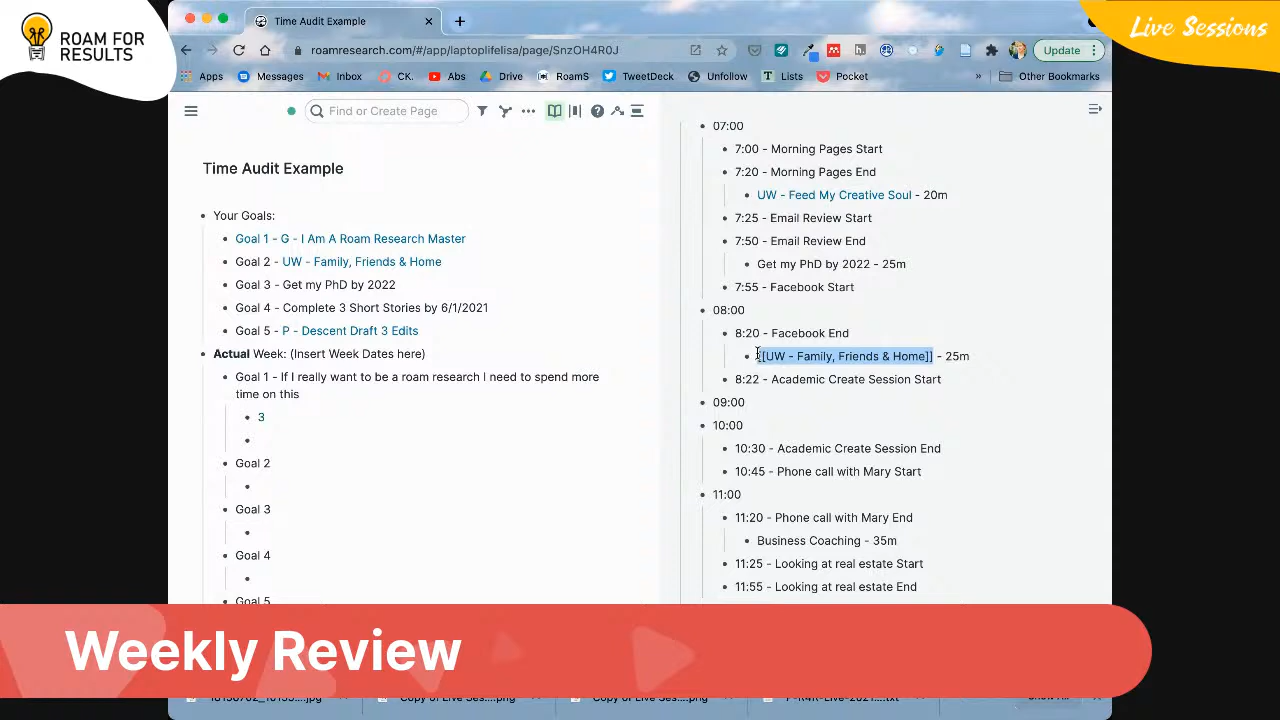 ROAM FOR
RESULTS
Live Sessions
Time Audit Example
roamresearch.com/#/app/laptoplifelisa/page/SnzOH4R0J
Update
Apps
Messages
Inbox
CK.
Abs
Drive
RoamS
TweetDeck
Unfollow
Lists
Pocket
»
Other Bookmarks
Find or Create Page
Time Audit Example
Your Goals:
Goal 1 - G - I Am A Roam Research Master
Goal 2 - UW - Family, Friends & Home
Goal 3 - Get my PhD by 2022
Goal 4 - Complete 3 Short Stories by 6/1/2021
Goal 5 - P - Descent Draft 3 Edits
Actual Week: (Insert Week Dates here)
Goal 1 - If I really want to be a roam research I need to spend more
time on this
3
Goal 2
Goal 3
Goal 4
Goal 5
07:00
7:00 - Morning Pages Start
7:20 - Morning Pages End
UW - Feed My Creative Soul - 20m
7:25 - Email Review Start
7:50 - Email Review End
Get my PhD by 2022 - 25m
7:55 - Facebook Start
08:00
8:20 - Facebook End
[[UW - Family, Friends & Home]] - 25m
8:22 - Academic Create Session Start
09:00
10:00
10:30 - Academic Create Session End
10:45 - Phone call with Mary Start
11:00
11:20 - Phone call with Mary End
Business Coaching - 35m
11:25 - Looking at real estate Start
11:55 - Looking at real estate End
Weekly Review
Copy of Live Ses....png
Copy of Live Ses....png